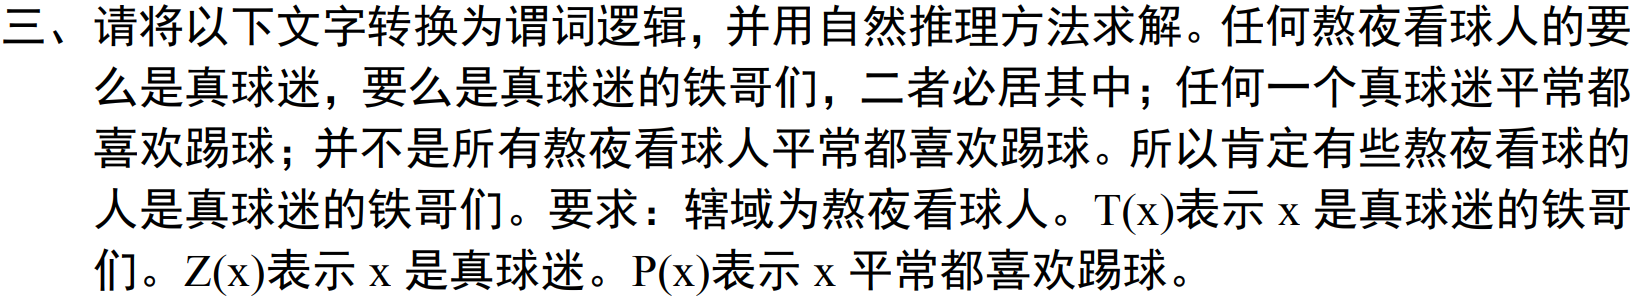 三、请将以下文字转换为谓词逻辑，并用自然推理方法求解。任何熬夜看球人的要
么是真球迷，要么是真球迷的铁哥们，二者必居其中；任何一个真球迷平常都
喜欢踢球；并不是所有熬夜看球人平常都喜欢踢球。所以肯定有些熬夜看球的
人是真球迷的铁哥们。要求：辖域为熬夜看球人。T(x)表示 x 是真球迷的铁哥
们。Z(x)表示 x 是真球迷。P(x)表示 x 平常都喜欢踢球。